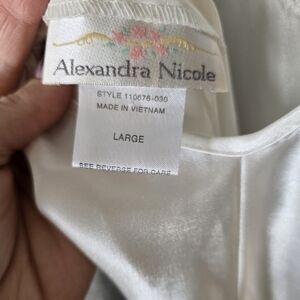 Alexandra Nicole
STYLE 110676-030
MADE IN VIETNAM
LARGE
SEE REVERSE FOR CARE